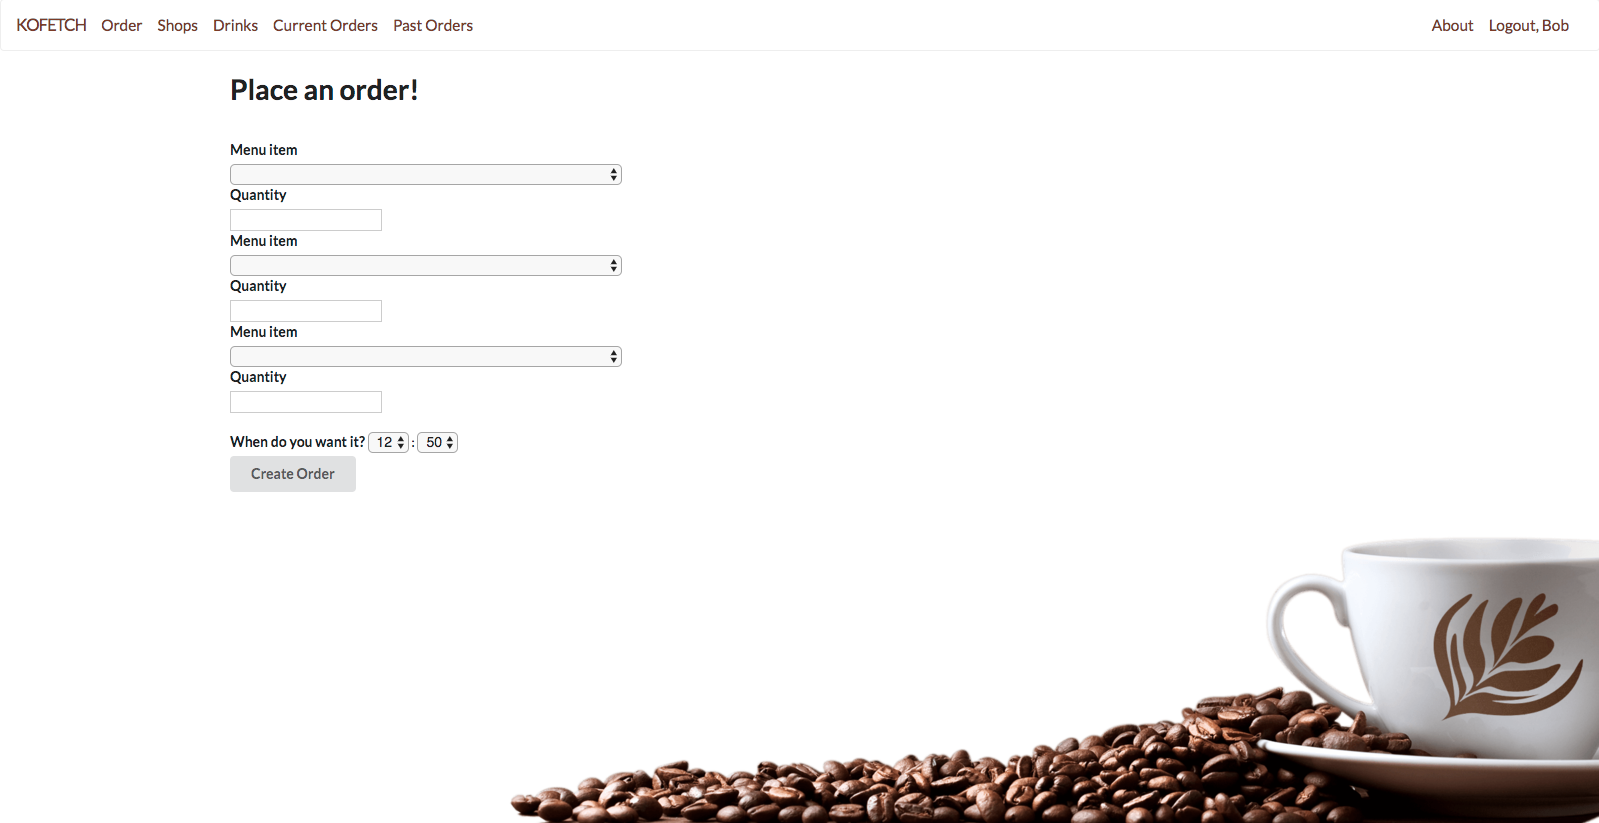 KOFETCH Order Shops Drinks Current Orders Past Orders About Logout, Bob
Place an order!
Menu item
Quantity
Menu item
Quantity
Menu item
Quantity
When do you want it? 12 : 50
Create Order